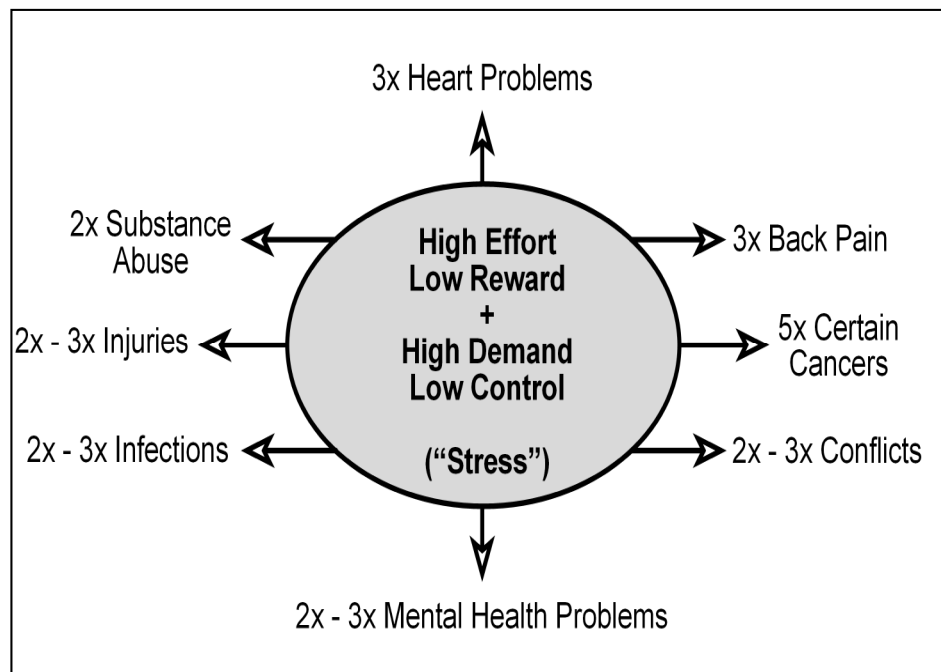 3x Heart Problems
2x Substance
Abuse
2x - 3x Injuries
2x - 3x Infections
High Effort
Low Reward
+
High Demand
Low Control
(“Stress”)
3x Back Pain
5x Certain
Cancers
2x - 3x Conflicts
2x - 3x Mental Health Problems